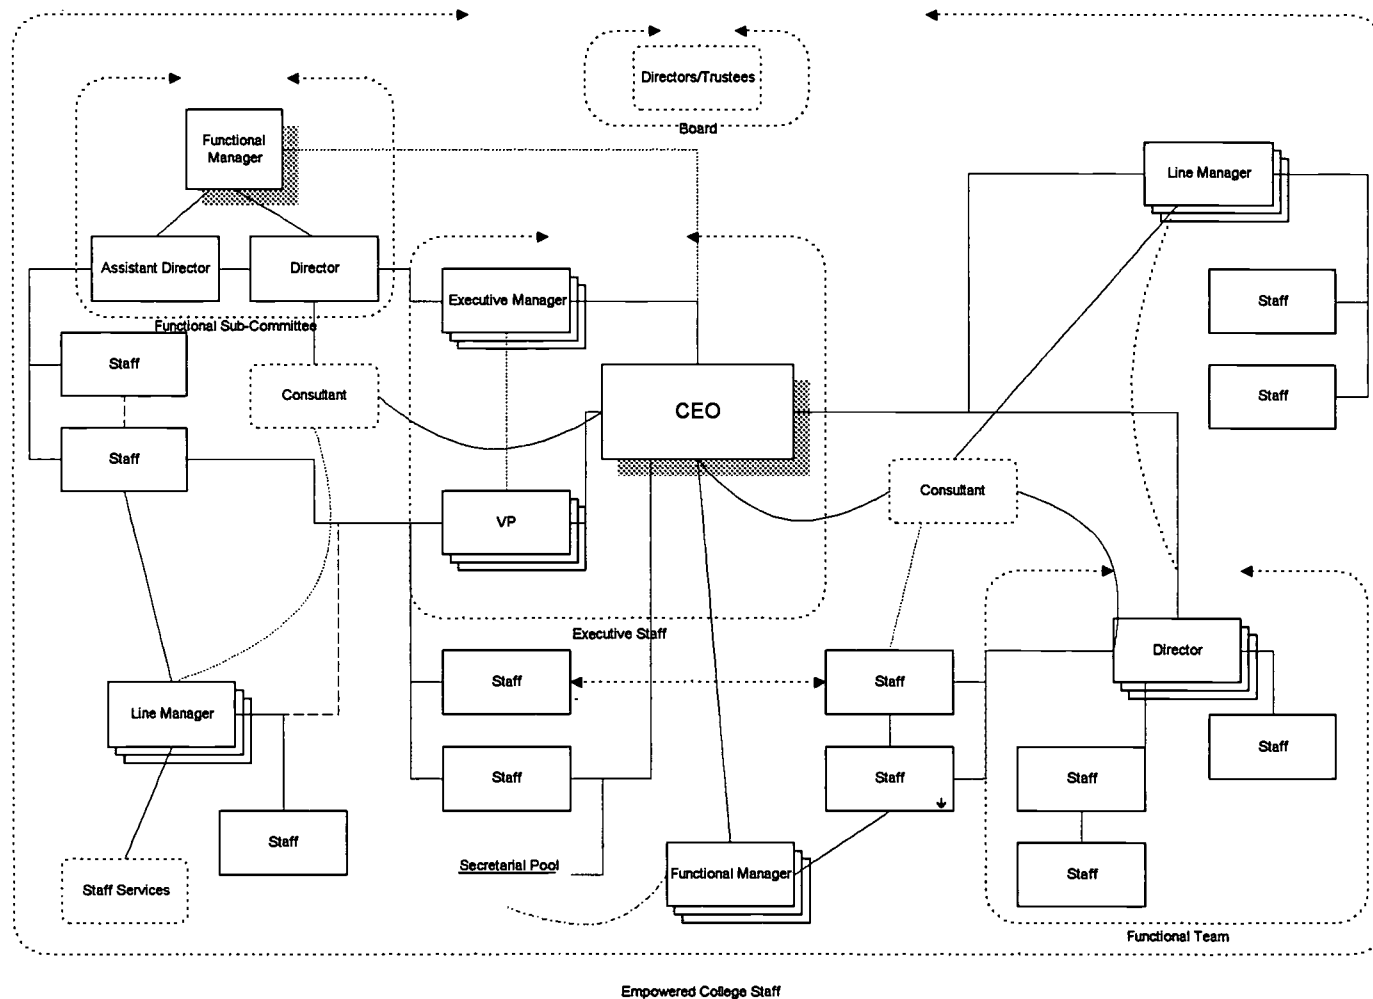 Directors/Trustees
Board
Functional
Manager
Line Manager
Assistant Director
Director
Executive Manager
Staff
Functional Sub-Committee
Staff
Consultant
CEO
Staff
Staff
Consultant
VP
Executive Staff
Staff
Staff
Director
Line Manager
Staff
Staff
Staff
Staff
Staff
Secretarial Pool
Functional Manager
Staff
Staff Services
Functional Team
Empowered College Staff